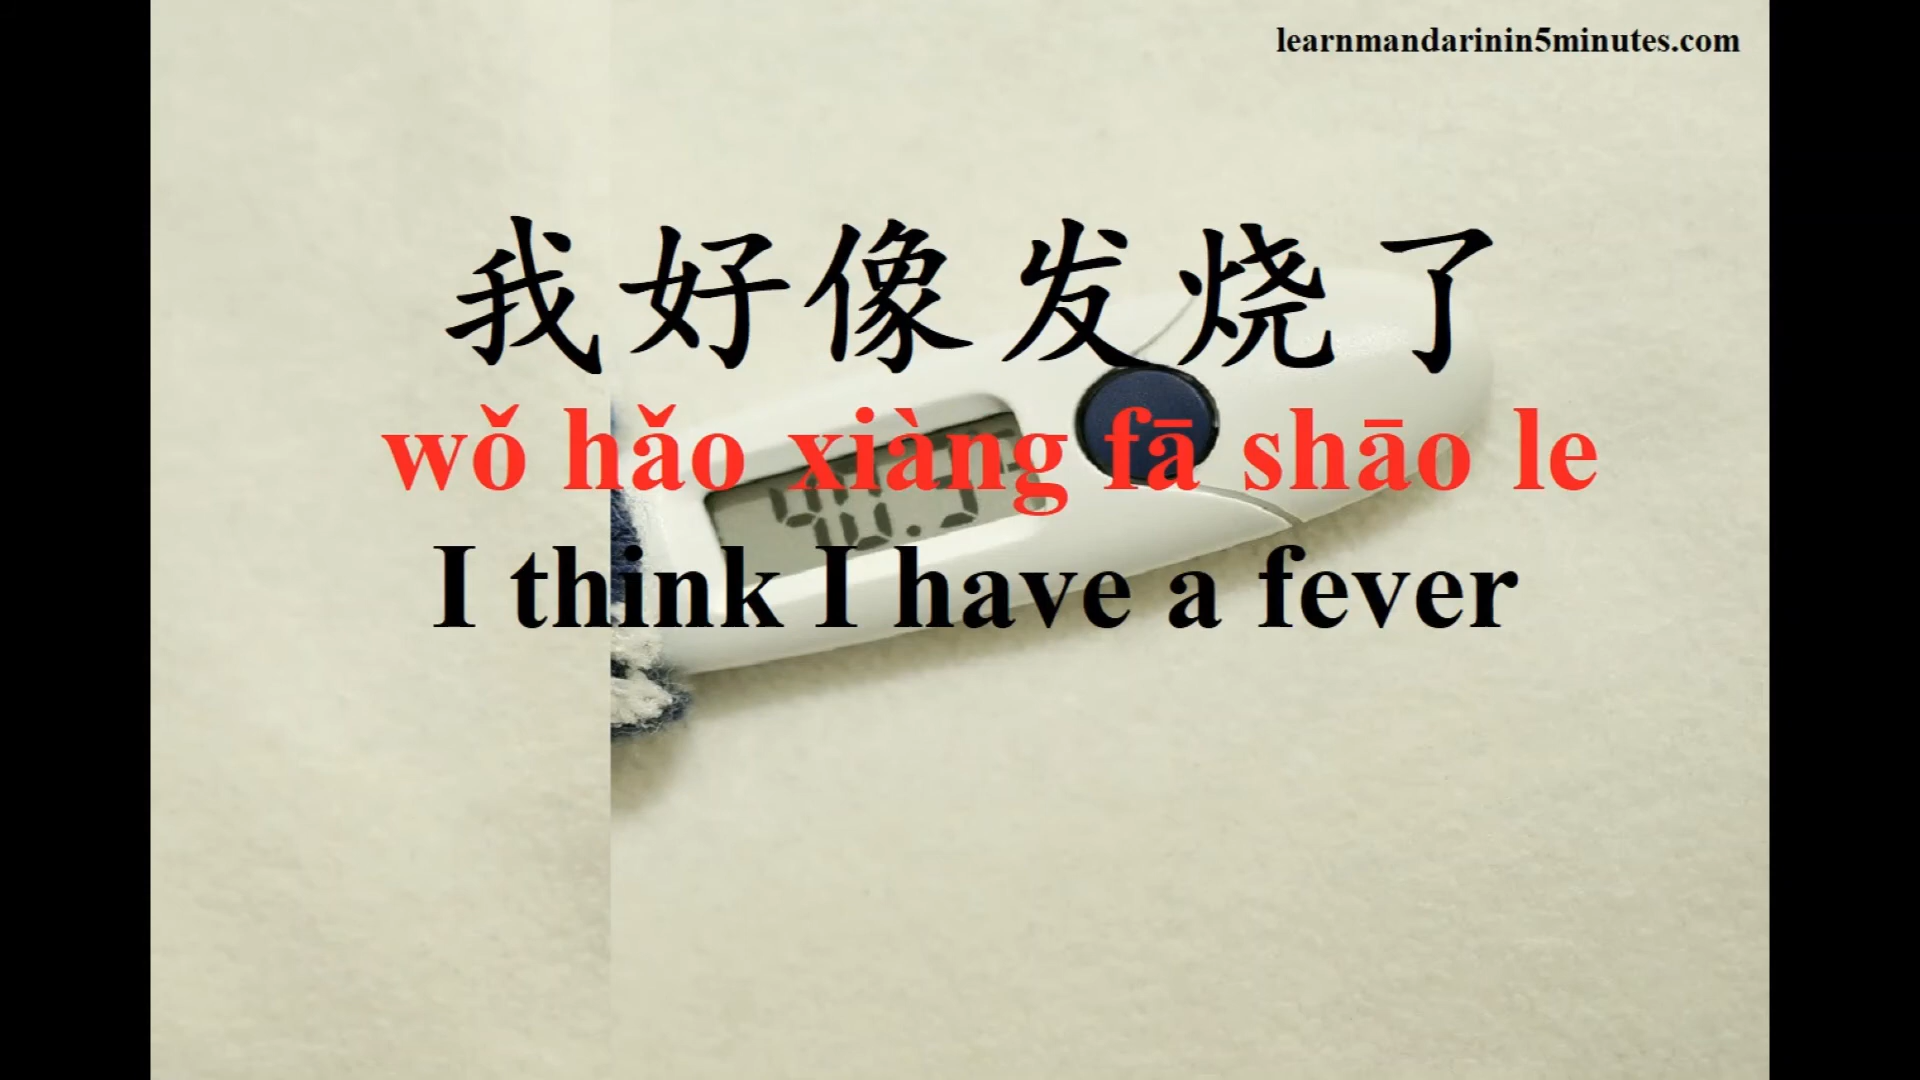 learnmandarinin5minutes.com
我好像发烧了
wǒ hǎo xiàng fā shāo le
I think I have a fever